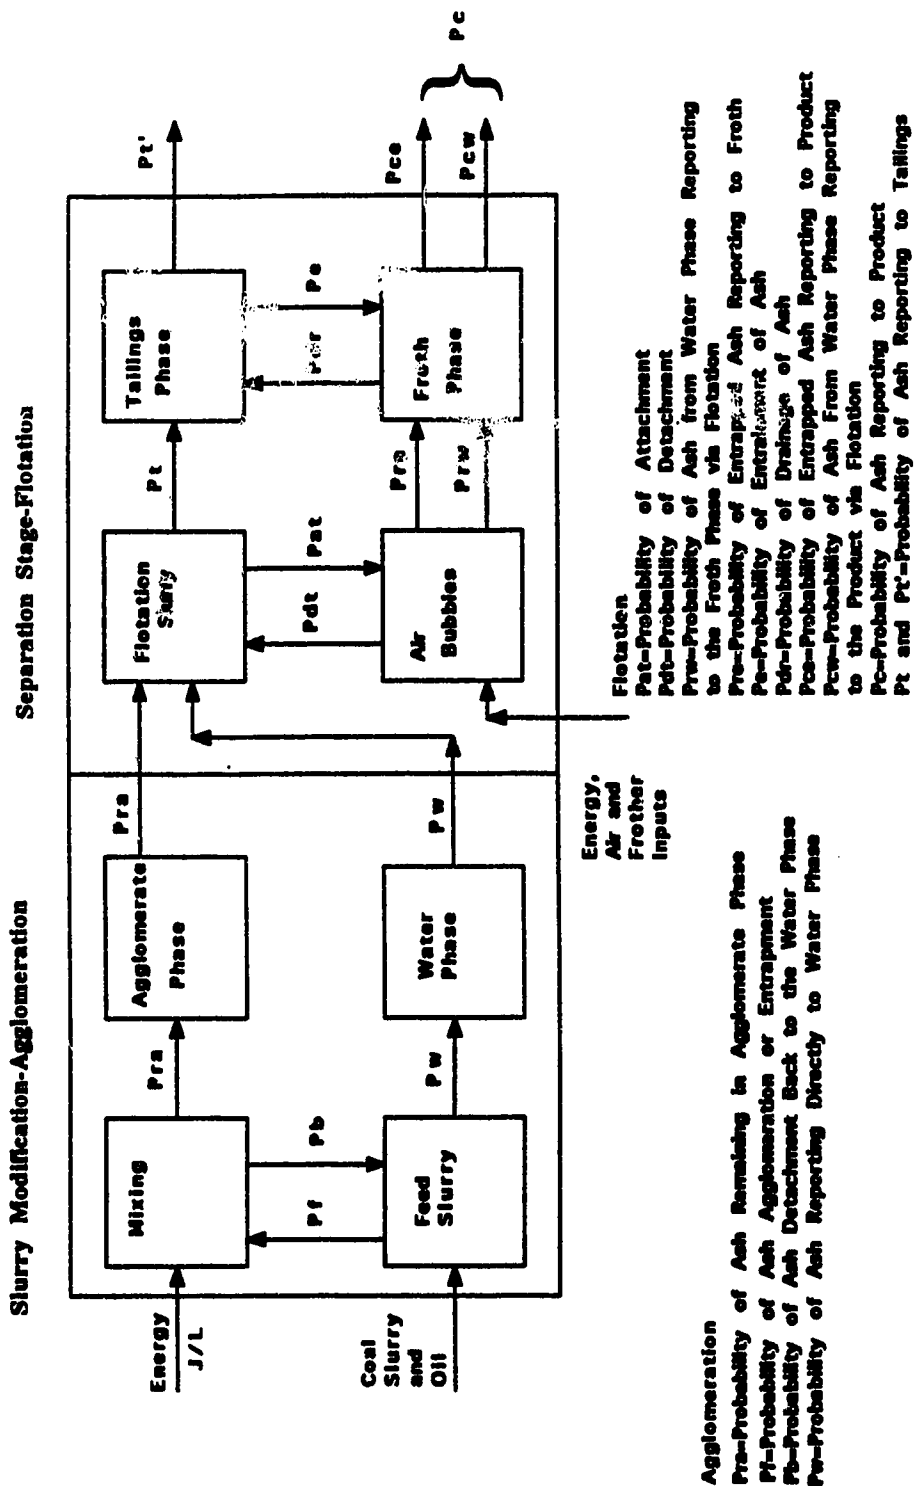 Slurry Modification-Agglomeration
Separation Stage-Flotation
Energy
J/L
Mixing
Pra
Agglomerate
Phase
Pra
Flotation
Slurry
Pt
Tailings
Phase
Pt'
Pf
Pb
Pdt
Pat
Pe
Coal
Slurry
and
Oil
Feed
Slurry
Pw
Water
Phase
Pw
Air
Bubbles
Pre
Prw
Froth
Phase
Pce
Pcw
Pc
Energy,
Air and
Frother
Inputs
Agglomeration
Pra=Probability of Ash Remaining in Agglomerate Phase
Pf=Probability of Ash Agglomeration or Entrapment
Pb=Probability of Ash Detachment Back to the Water Phase
Pw=Probability of Ash Reporting Directly to Water Phase
Flotation
Pat=Probability of Attachment
Pdt=Probability of Detachment
Prw=Probability of Ash from Water Phase Reporting
to the Froth Phase via Flotation
Pre=Probability of Entrapped Ash Reporting to Froth
Pe=Probability of Entrainment of Ash
Pdr=Probability of Drainage of Ash
Pce=Probability of Entrapped Ash Reporting to Product
Pcw=Probability of Ash From Water Phase Reporting
to the Product via Flotation
Pc=Probability of Ash Reporting to Product
Pt and Pt'=Probability of Ash Reporting to Tailings